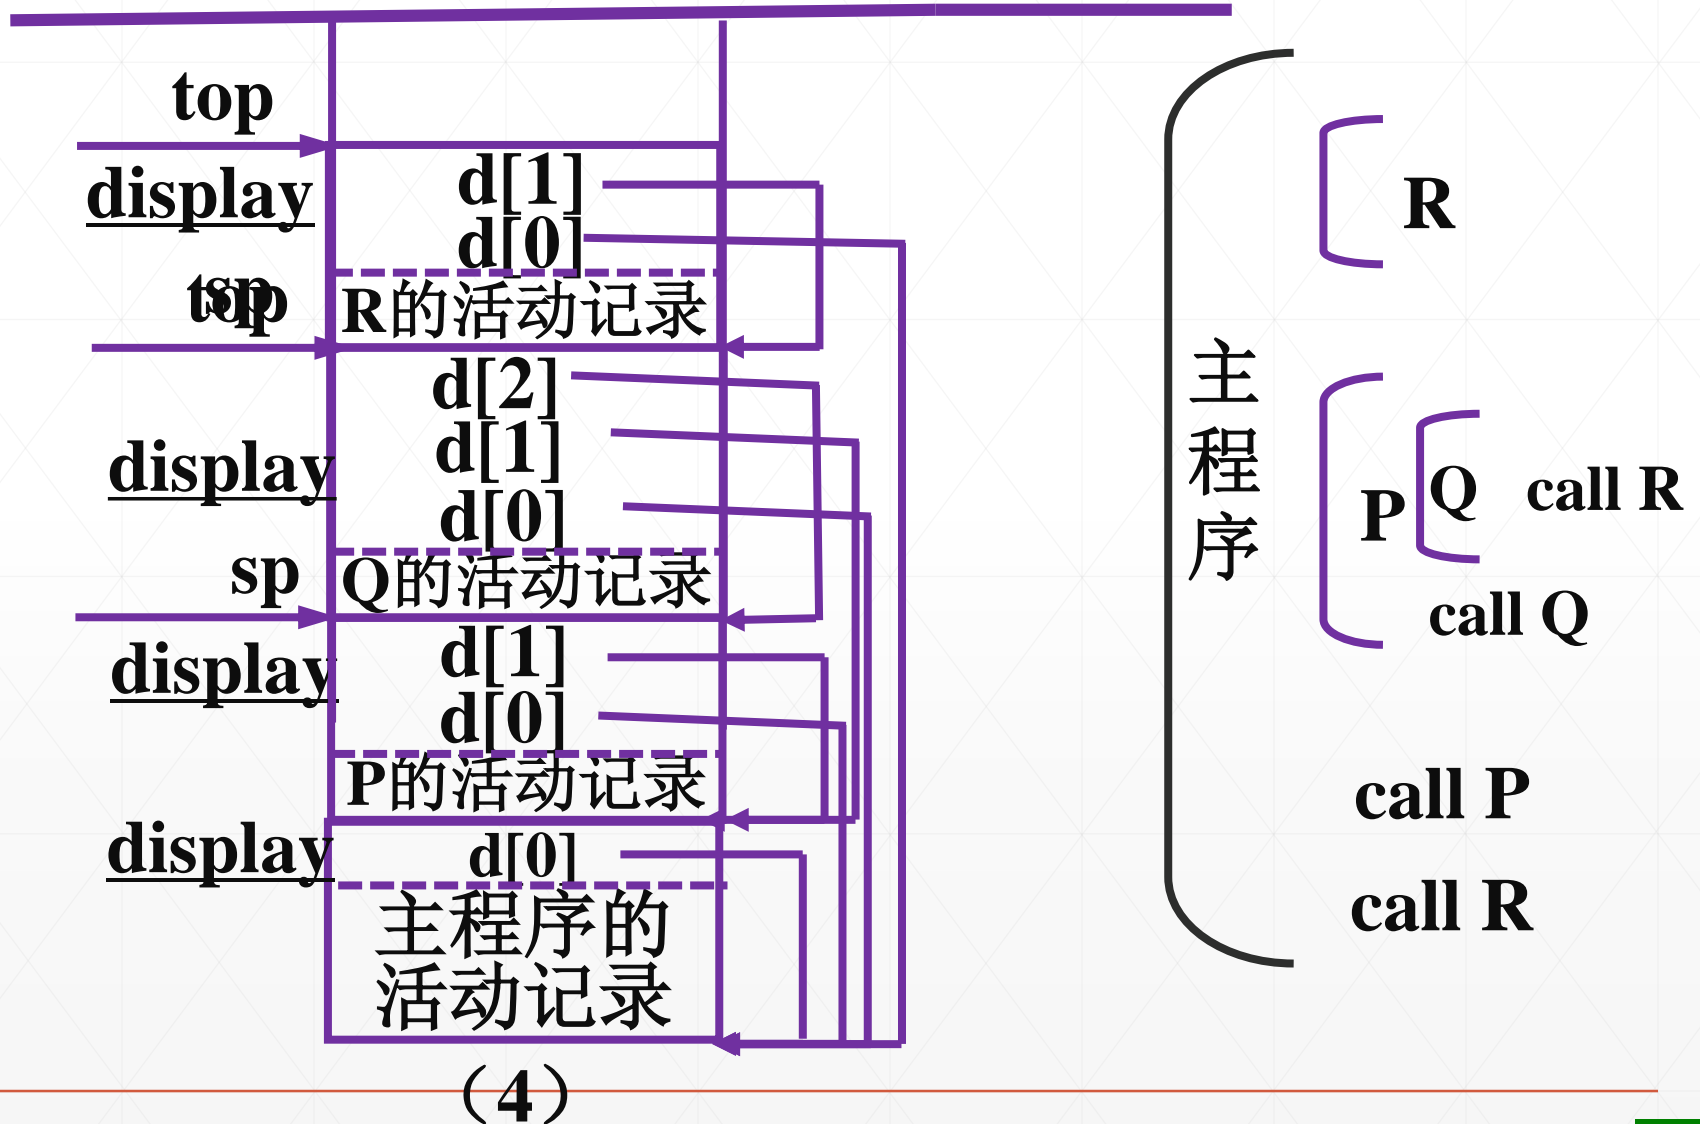 top
display
d[1]
d[0]
sp
top
R的活动记录
d[2]
d[1]
d[0]
display
sp
Q的活动记录
d[1]
d[0]
display
P的活动记录
display
d[0]
主程序的
活动记录
(4)
主程序
R
P
Q
call R
call Q
call P
call R